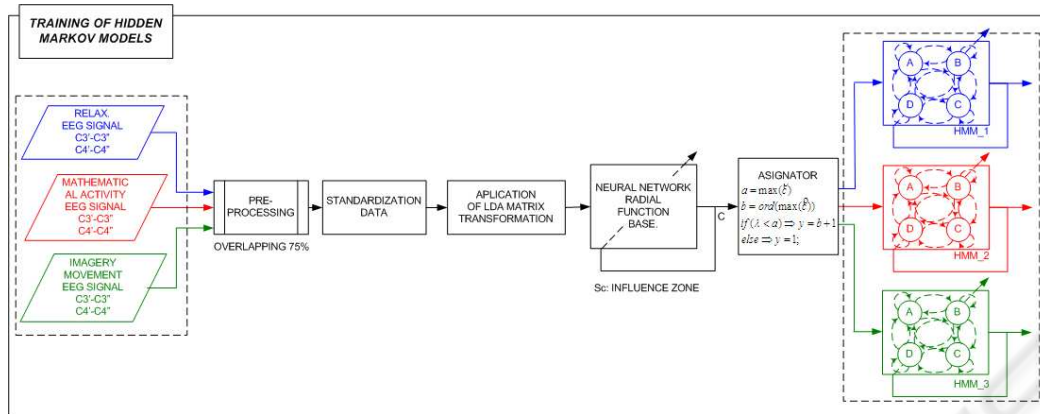 TRAINING OF HIDDEN
MARKOV MODELS
RELAX.
EEG SIGNAL
C3'-C3"
C4'-C4"
MATHEMATIC
AL ACTIVITY
EEG SIGNAL
C3'-C3"
C4'-C4"
IMAGERY
MOVEMENT
EEG SIGNAL
C3'-C3"
C4'-C4"
PRE-
PROCESSING
OVERLAPPING 75%
STANDARDIZATION
DATA
APLICATION
OF LDA MATRIX
TRANSFORMATION
NEURAL NETWORK
RADIAL
FUNCTION
BASE.
C
Sc: INFLUENCE ZONE
ASIGNATOR
a = max(ξ)
b = ord(max(ξ))
if (λ < a) ⇒ y = b+1
else ⇒ y = 1;
A B
D C
HMM_1
A B
D C
HMM_2
A B
D C
HMM_3